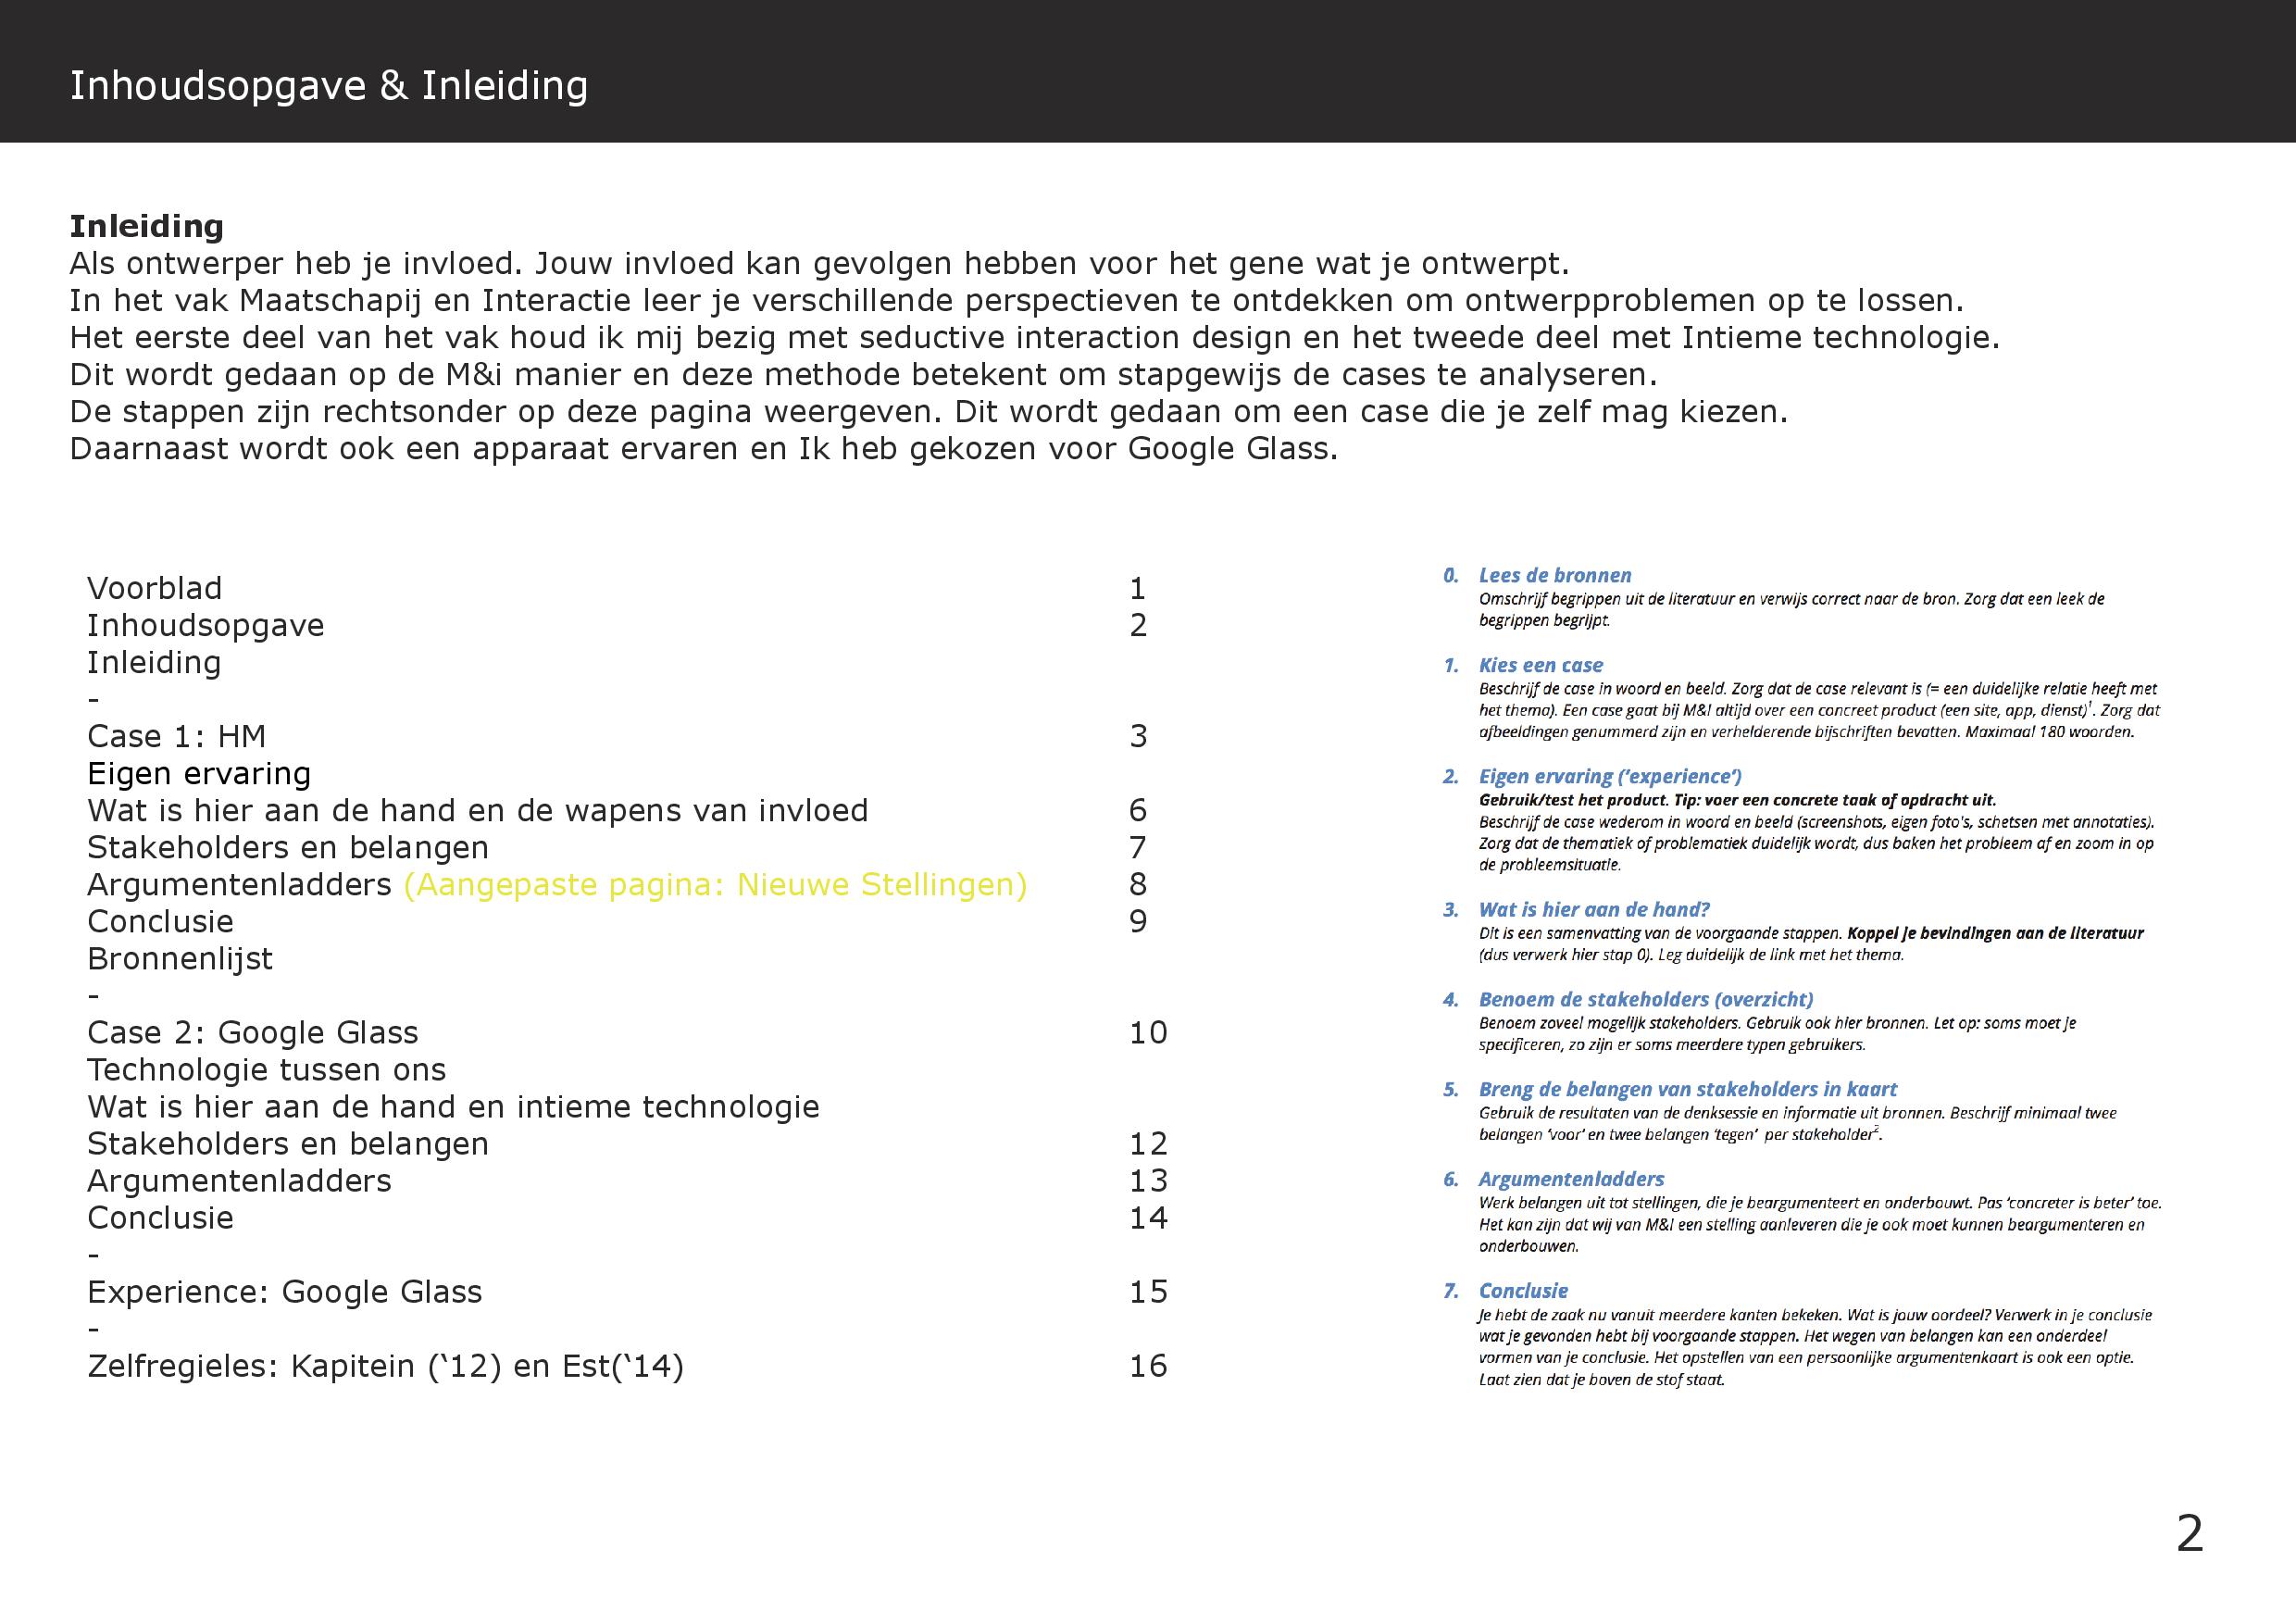 Inhoudsopgave & Inleiding
Inleiding
Als ontwerper heb je invloed. Jouw invloed kan gevolgen hebben voor het gene wat je ontwerpt.
In het vak Maatschapij en Interactie leer je verschillende perspectieven te ontdekken om ontwerpproblemen op te lossen.
Het eerste deel van het vak houd ik mij bezig met seductive interaction design en het tweede deel met Intieme technologie.
Dit wordt gedaan op de M&i manier en deze methode betekent om stapgewijs de cases te analyseren.
De stappen zijn rechtsonder op deze pagina weergeven. Dit wordt gedaan om een case die je zelf mag kiezen.
Daarnaast wordt ook een apparaat ervaren en Ik heb gekozen voor Google Glass.
Voorblad 1
Inhoudsopgave 2
Inleiding
-
Case 1: HM 3
Eigen ervaring
Wat is hier aan de hand en de wapens van invloed 6
Stakeholders en belangen 7
Argumentenladders (Aangepaste pagina: Nieuwe Stellingen) 8
Conclusie 9
Bronnenlijst
-
Case 2: Google Glass 10
Technologie tussen ons
Wat is hier aan de hand en intieme technologie
Stakeholders en belangen 12
Argumentenladders 13
Conclusie 14
-
Experience: Google Glass 15
-
Zelfregieles: Kapitein (‘12) en Est(‘14) 16
0. Lees de bronnen
Omschrijf begrippen uit de literatuur en verwijs correct naar de bron. Zorg dat een leek de
begrippen begrijpt.
1. Kies een case
Beschrijf de case in woord en beeld. Zorg dat de case relevant is (= een duidelijke relatie heeft met
het thema). Een case gaat bij M&I altijd over een concreet product (een site, app, dienst)¹. Zorg dat
afbeeldingen genummerd zijn en verhelderende bijschriften bevatten. Maximaal 180 woorden.
2. Eigen ervaring (‘experience’)
Gebruik/test het product. Tip: voer een concrete taak of opdracht uit.
Beschrijf de case wederom in woord en beeld (screenshots, eigen foto's, schetsen met annotaties).
Zorg dat de thematiek of problematiek duidelijk wordt, dus baken het probleem af en zoom in op
de probleemsituatie.
3. Wat is hier aan de hand?
Dit is een samenvatting van de voorgaande stappen. Koppel je bevindingen aan de literatuur
(dus verwerk hier stap 0). Leg duidelijk de link met het thema.
4. Benoem de stakeholders (overzicht)
Benoem zoveel mogelijk stakeholders. Gebruik ook hier bronnen. Let op: soms moet je
specificeren, zo zijn er soms meerdere typen gebruikers.
5. Breng de belangen van stakeholders in kaart
Gebruik de resultaten van de denksessie en informatie uit bronnen. Beschrijf minimaal twee
belangen ‘voor’ en twee belangen ‘tegen’ per stakeholder².
6. Argumentenladders
Werk belangen uit tot stellingen, die je beargumenteert en onderbouwt. Pas ‘concreter is beter’ toe.
Het kan zijn dat wij van M&I een stelling aanleveren die je ook moet kunnen beargumenteren en
onderbouwen.
7. Conclusie
Je hebt de zaak nu vanuit meerdere kanten bekeken. Wat is jouw oordeel? Verwerk in je conclusie
wat je gevonden hebt bij voorgaande stappen. Het wegen van belangen kan een onderdeel
vormen van je conclusie. Het opstellen van een persoonlijke argumentenkaart is ook een optie.
Laat zien dat je boven de stof staat.
2